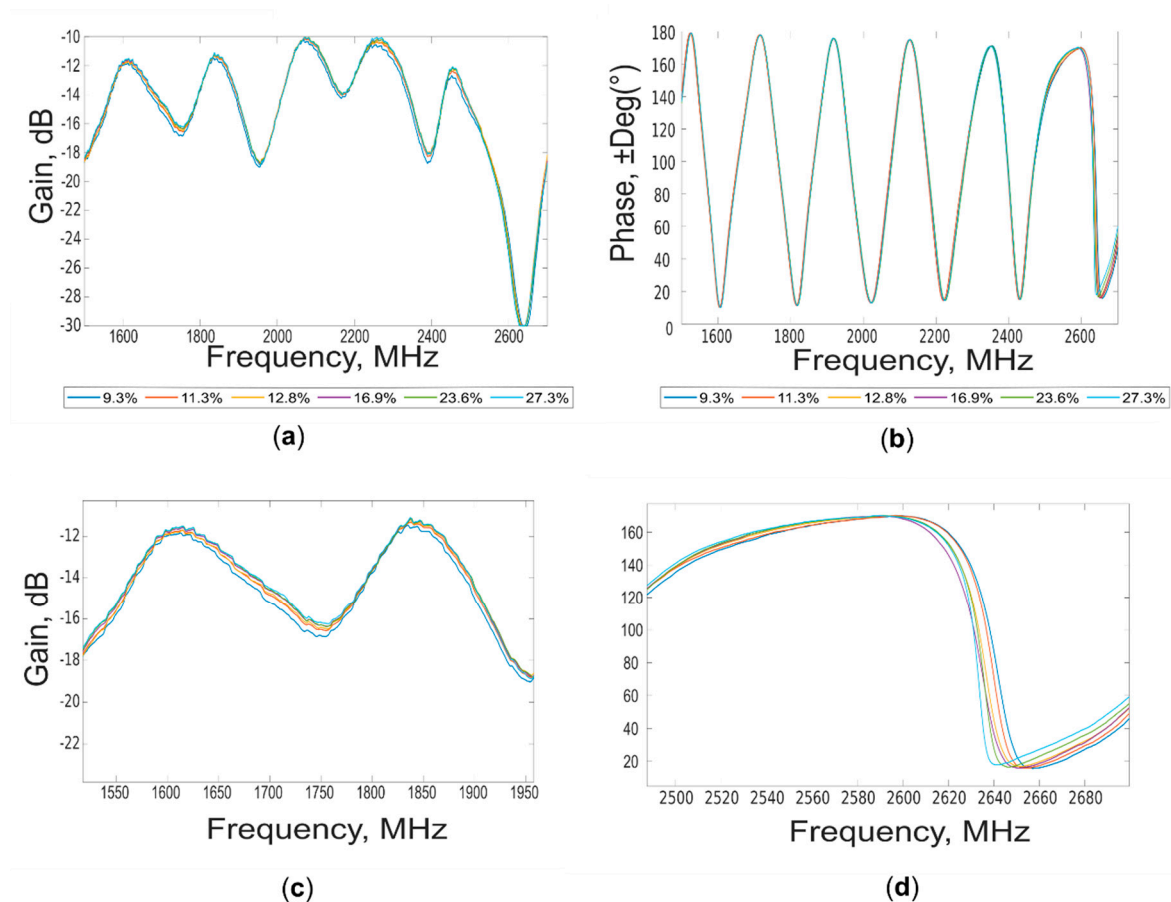 -10
-12
-14
-16
-18
-20
-22
-24
-26
-28
-30
Gain, dB
1600 1800 2000 2200 2400 2600
Frequency, MHz
9.3% 11.3% 12.8% 16.9% 23.6% 27.3%
(a)
180
160
140
120
100
80
60
40
20
0
Phase, ±Deg(°)
1600 1800 2000 2200 2400 2600
Frequency, MHz
9.3% 11.3% 12.8% 16.9% 23.6% 27.3%
(b)
-12
-14
-16
-18
-20
-22
Gain, dB
1550 1600 1650 1700 1750 1800 1850 1900 1950
Frequency, MHz
(c)
160
140
120
100
80
60
40
20
2500 2520 2540 2560 2580 2600 2620 2640 2660 2680
Frequency, MHz
(d)